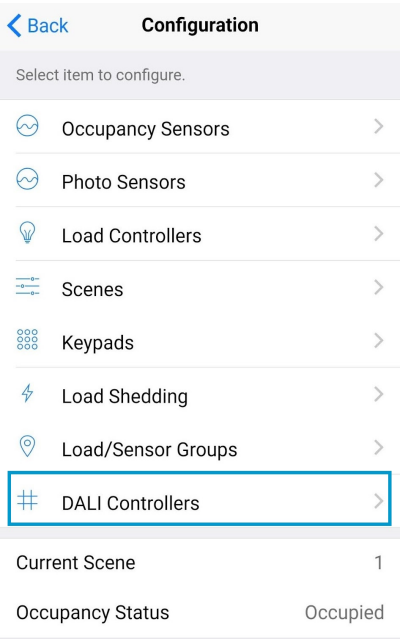 Back
Configuration
Select item to configure.
Occupancy Sensors
Photo Sensors
Load Controllers
Scenes
Keypads
Load Shedding
Load/Sensor Groups
DALI Controllers
Current Scene 1
Occupancy Status Occupied